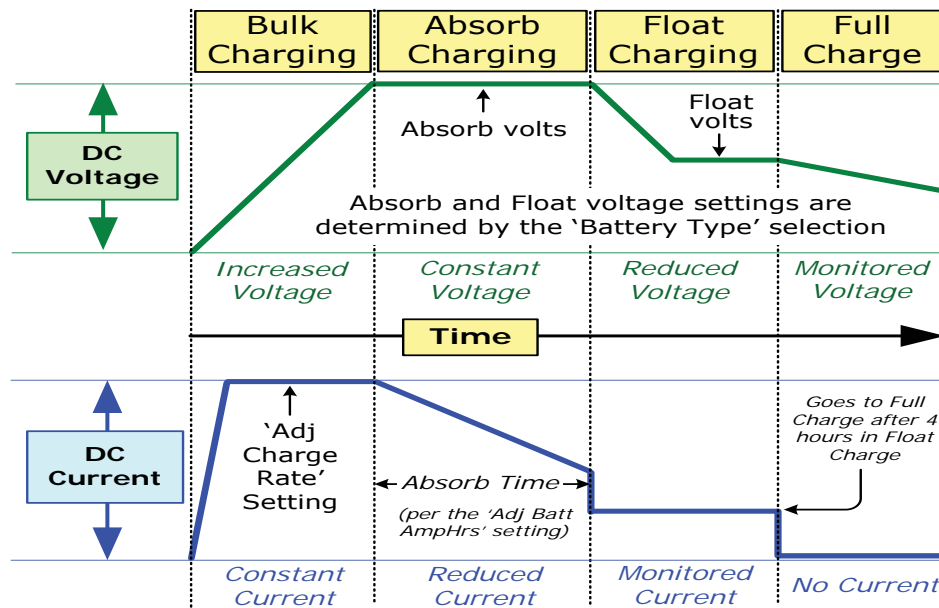 Bulk
Charging
Absorb
Charging
Float
Charging
Full
Charge
DC
Voltage
Absorb volts
Float
volts
Absorb and Float voltage settings are
determined by the ‘Battery Type’ selection
Increased
Voltage
Constant
Voltage
Reduced
Voltage
Monitored
Voltage
Time
DC
Current
‘Adj
Charge
Rate’
Setting
Absorb Time
(per the ‘Adj Batt
AmpHrs‘ setting)
Goes to Full
Charge after 4
hours in Float
Charge
Constant
Current
Reduced
Current
Monitored
Current
No Current